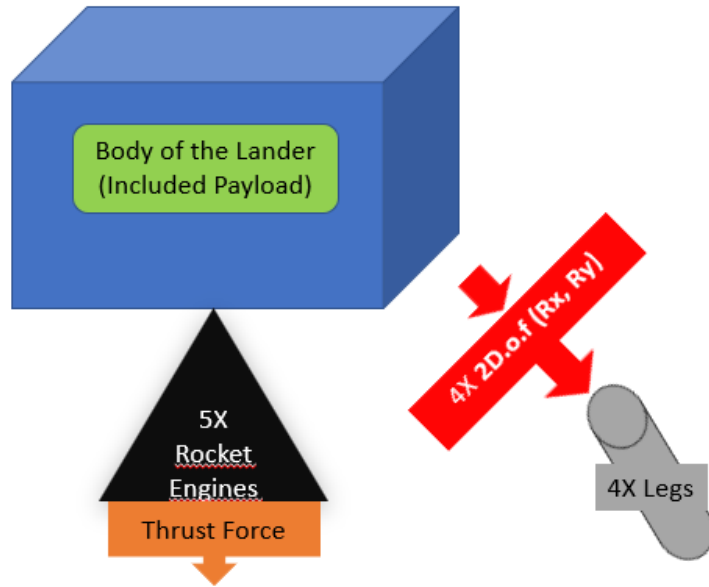 Body of the Lander
(Included Payload)
4X 2D.o.f (Rx, Ry)
5X
Rocket
Engines
4X Legs
Thrust Force